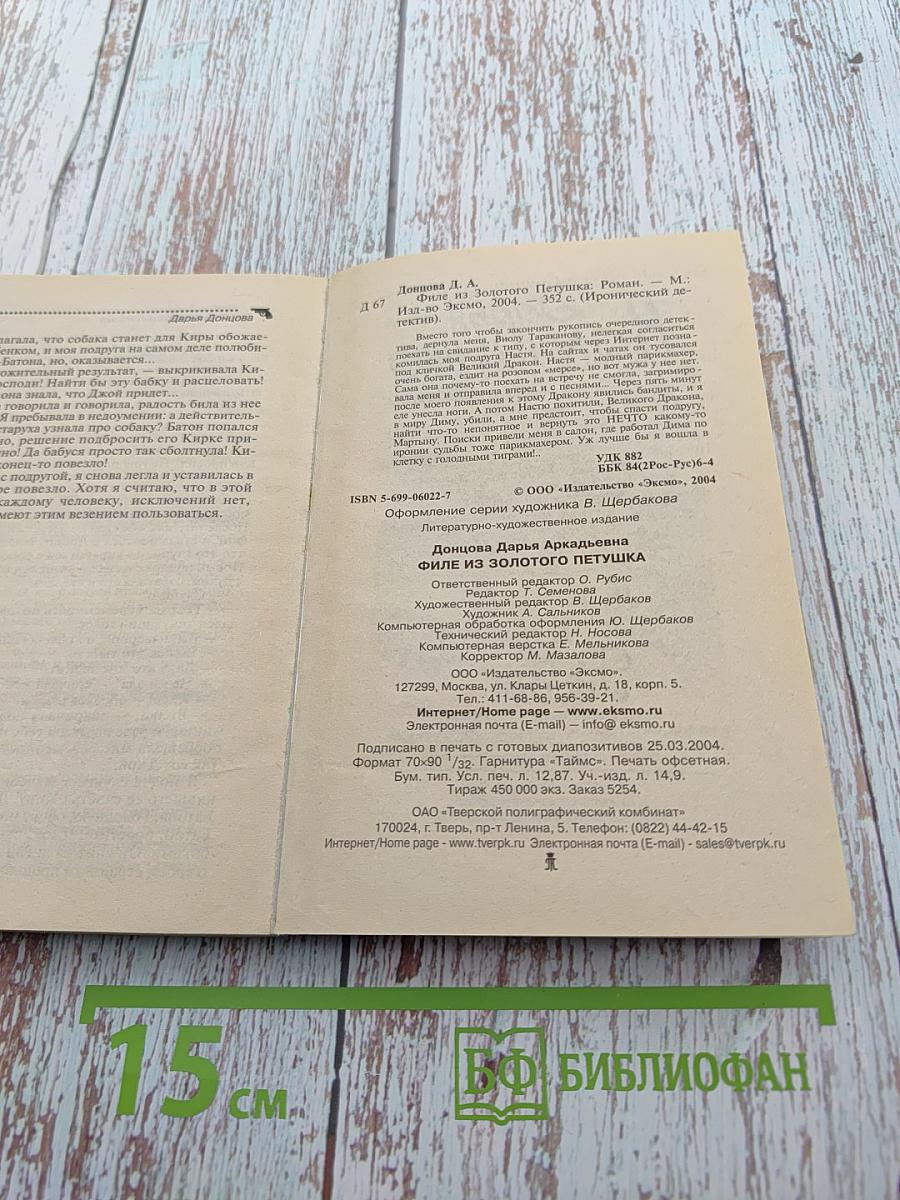 Дарья Донцова
лагала, что собака станет для Киры обожае-
енком, и моя подруга на самом деле полюби-
Батона, но, оказывается...
ожительный результат, — выкрикивала Ки-
осподи! Найти бы эту бабку и расцеловать!
она знала, что Джой придет...
говорила и говорила, радость била из нее
Я пребывала в недоумении: а действитель-
старуха узнала про собаку? Батон попался
но, решение подбросить его Кирке при-
но! Да бабуся просто так сболтнула! Ки-
конец-то повезло!
с подругой, я снова легла и уставилась в
ре повезло. Хотя я считаю, что в этой
каждому человеку, исключений нет,
меют этим везением пользоваться.
Донцова Д. А.
Д 67 Филе из Золотого Петушка: Роман. — М.:
Изд-во Эксмо, 2004. — 352 с. (Иронический де-
тектив).
Вместо того чтобы закончить рукопись очередного детек-
тива, дернула меня, Виолу Тараканову, нелегкая согласиться
поехать на свидание к типу, с которым через Интернет позна-
комилась моя подруга Настя. На сайтах и чатах он тусовался
под кличкой Великий Дракон. Настя — модный парикмахер,
очень богата, ездит на розовом «мерсе», но вот мужа у нее нет.
Сама она почему-то поехать на встречу не смогла, загримиро-
вала меня и отправила вперед и с песнями... Через пять минут
после моего появления к этому Дракону явились бандиты, и я
еле унесла ноги. А потом Настю похитили, Великого Дракона,
в миру Диму, убили, а мне предстоит, чтобы спасти подругу,
найти что-то непонятное и вернуть это НЕЧТО какому-то
Мартыну. Поиски привели меня в салон, где работал Дима по
иронии судьбы тоже парикмахером. Уж лучше бы я вошла в
клетку с голодными тиграми!..
УДК 882
ББК 84(2Рос-Рус)6-4
ISBN 5-699-06022-7 © ООО «Издательство «Эксмо», 2004
Оформление серии художника В. Щербакова
Литературно-художественное издание
Донцова Дарья Аркадьевна
ФИЛЕ ИЗ ЗОЛОТОГО ПЕТУШКА
Ответственный редактор О. Рубис
Редактор Т. Семенова
Художественный редактор В. Щербаков
Художник А. Сальников
Компьютерная обработка оформления Ю. Щербаков
Технический редактор Н. Носова
Компьютерная верстка Е. Мельникова
Корректор М. Мазалова
ООО «Издательство «Эксмо».
127299, Москва, ул. Клары Цеткин, д. 18, корп. 5.
Тел.: 411-68-86, 956-39-21.
Интернет/Home page — www.eksmo.ru
Электронная почта (E-mail) — info@ eksmo.ru
Подписано в печать с готовых диапозитивов 25.03.2004.
Формат 70×90 1/32. Гарнитура «Таймс». Печать офсетная.
Бум. тип. Усл. печ. л. 12,87. Уч.-изд. л. 14,9.
Тираж 450 000 экз. Заказ 5254.
ОАО «Тверской полиграфический комбинат»
170024, г. Тверь, пр-т Ленина, 5. Телефон: (0822) 44-42-15
Интернет/Home page - www.tverpk.ru Электронная почта (E-mail) - sales@tverpk.ru
15 см
БФ БИБЛИОФАН